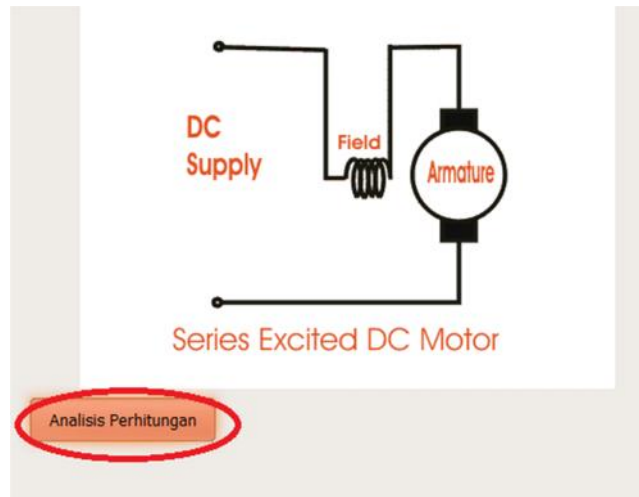 DC
Supply
Field
Armature
Series Excited DC Motor
Analisis Perhitungan